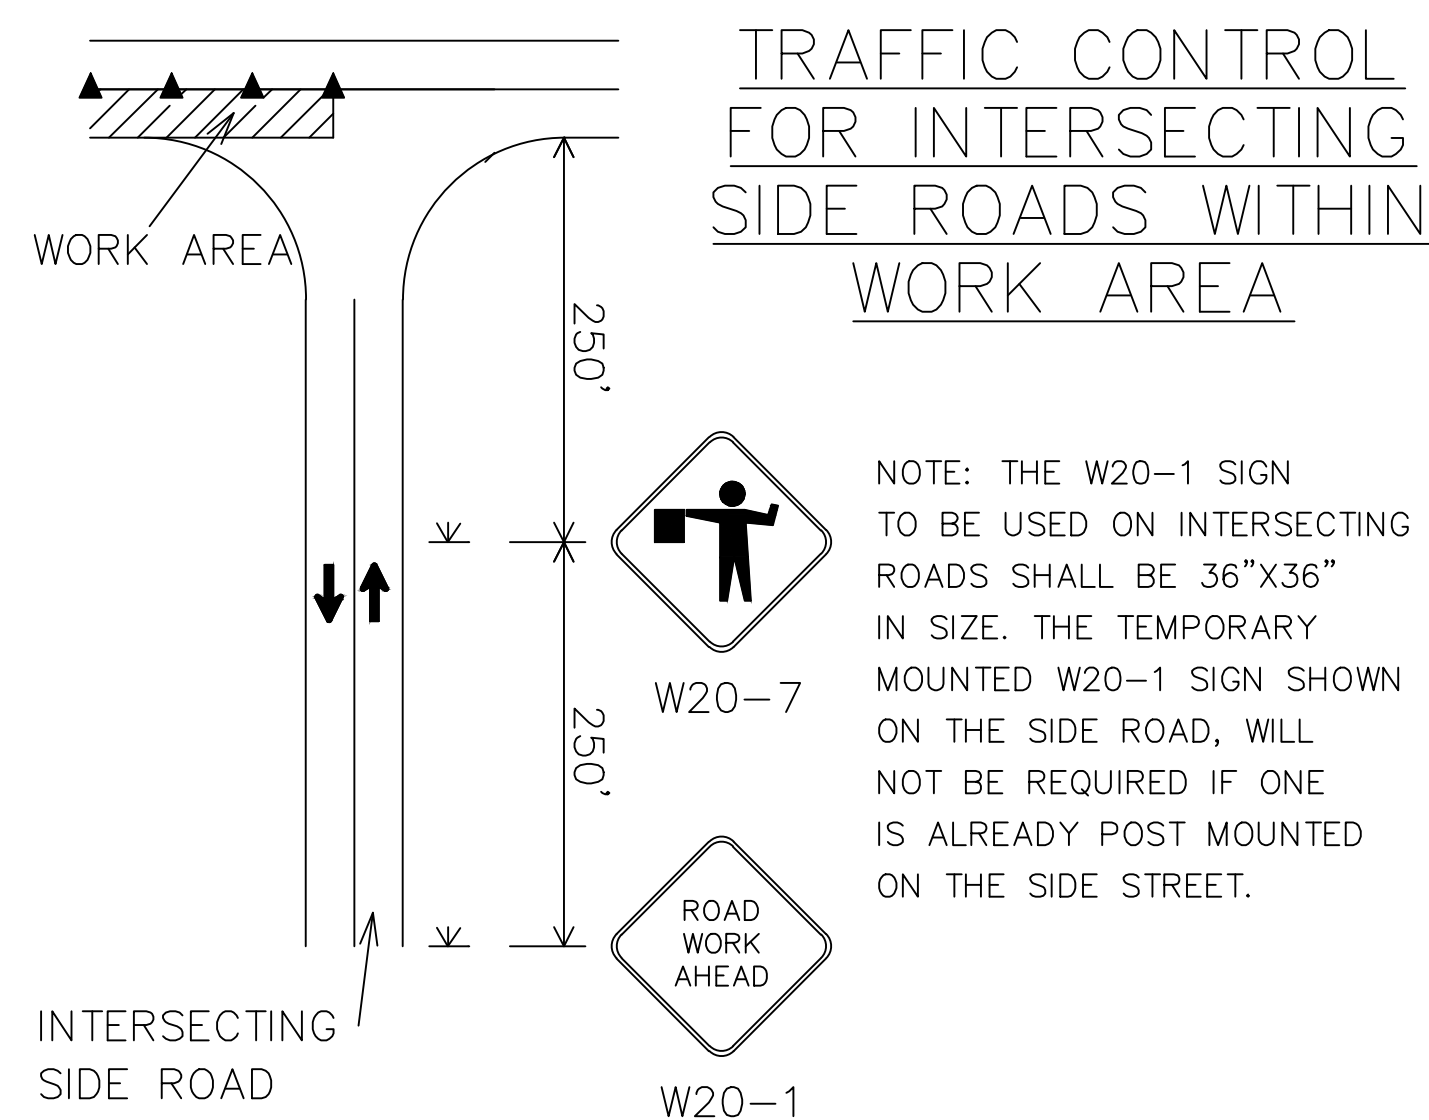 TRAFFIC CONTROL
FOR INTERSECTING
SIDE ROADS WITHIN
WORK AREA
WORK AREA
250'
250'
W20-7
NOTE: THE W20-1 SIGN
TO BE USED ON INTERSECTING
ROADS SHALL BE 36"X36"
IN SIZE. THE TEMPORARY
MOUNTED W20-1 SIGN SHOWN
ON THE SIDE ROAD, WILL
NOT BE REQUIRED IF ONE
IS ALREADY POST MOUNTED
ON THE SIDE STREET.
ROAD
WORK
AHEAD
W20-1
INTERSECTING
SIDE ROAD